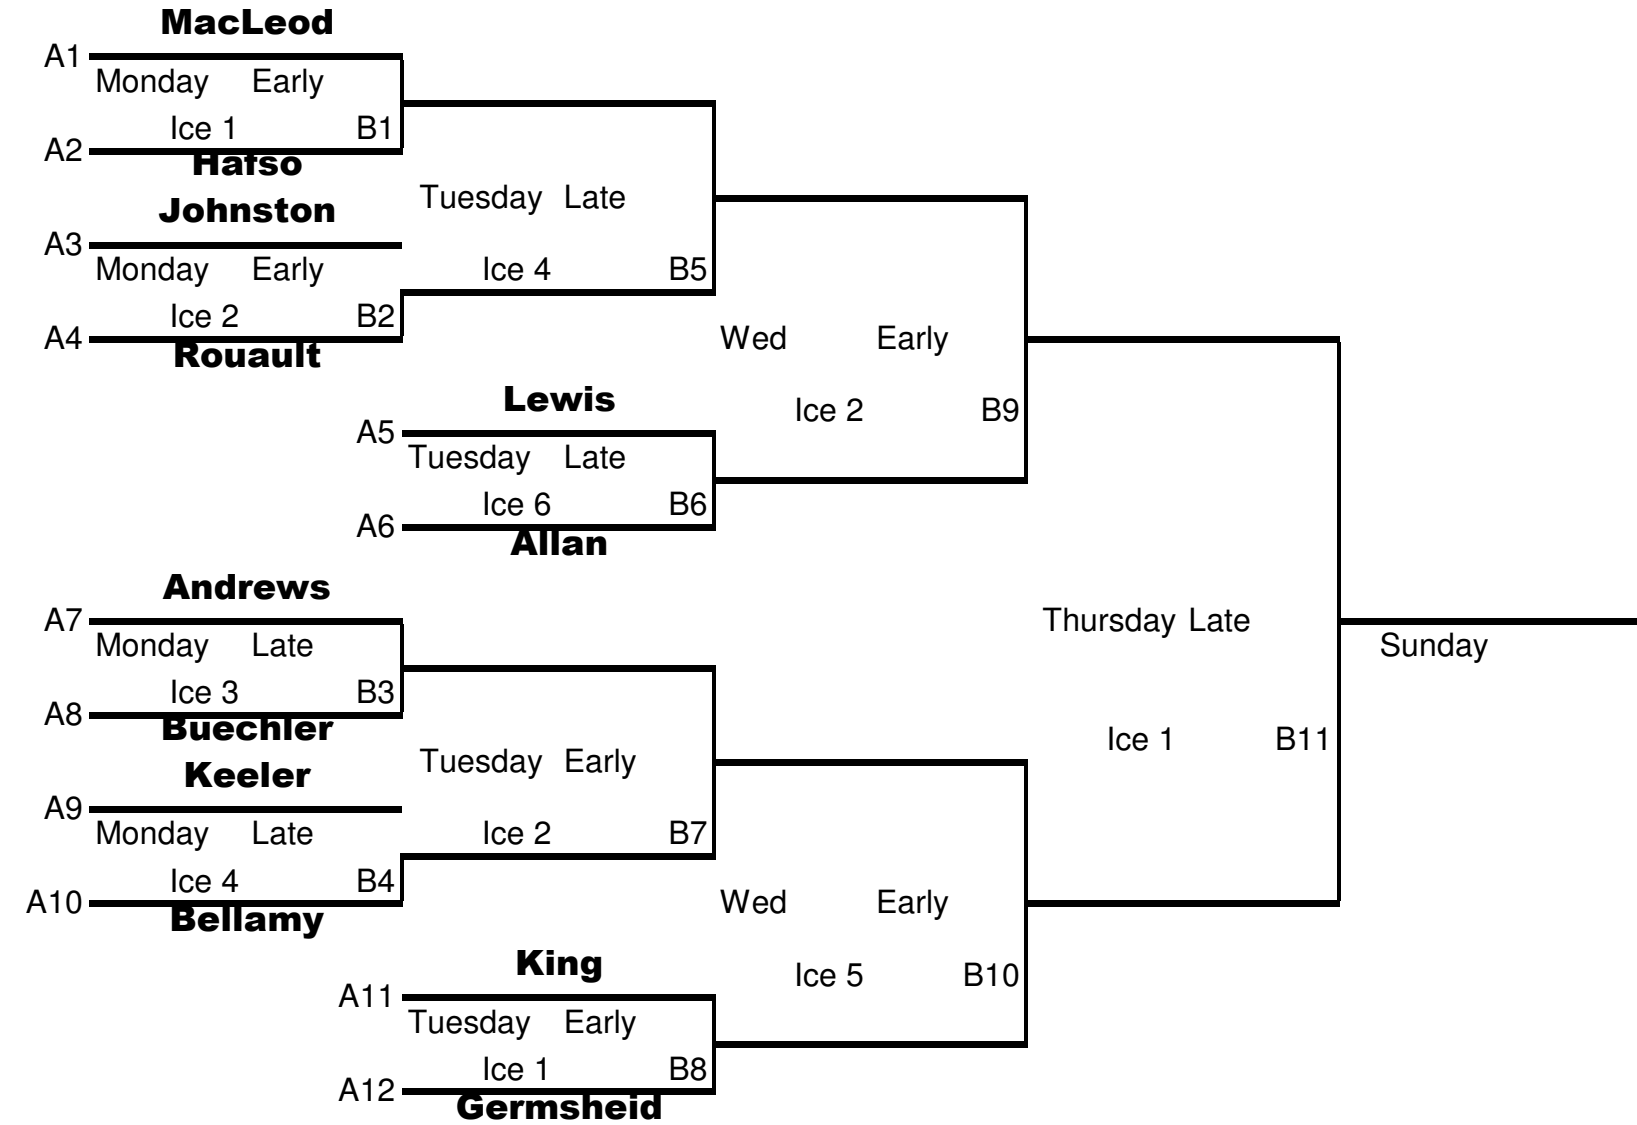 MacLeod
A1
Monday Early
Ice 1 B1
A2
Hafso
Johnston
Tuesday Late
A3
Monday Early
Ice 4 B5
Ice 2 B2
A4
Rouault
Wed Early
Lewis
Ice 2 B9
A5
Tuesday Late
Ice 6 B6
A6
Allan
Andrews
A7
Thursday Late
Monday Late
Sunday
Ice 3 B3
A8
Buechler
Ice 1 B11
Keeler
Tuesday Early
A9
Monday Late
Ice 2 B7
Ice 4 B4
A10
Bellamy
Wed Early
King
Ice 5 B10
A11
Tuesday Early
Ice 1 B8
A12
Germsheid